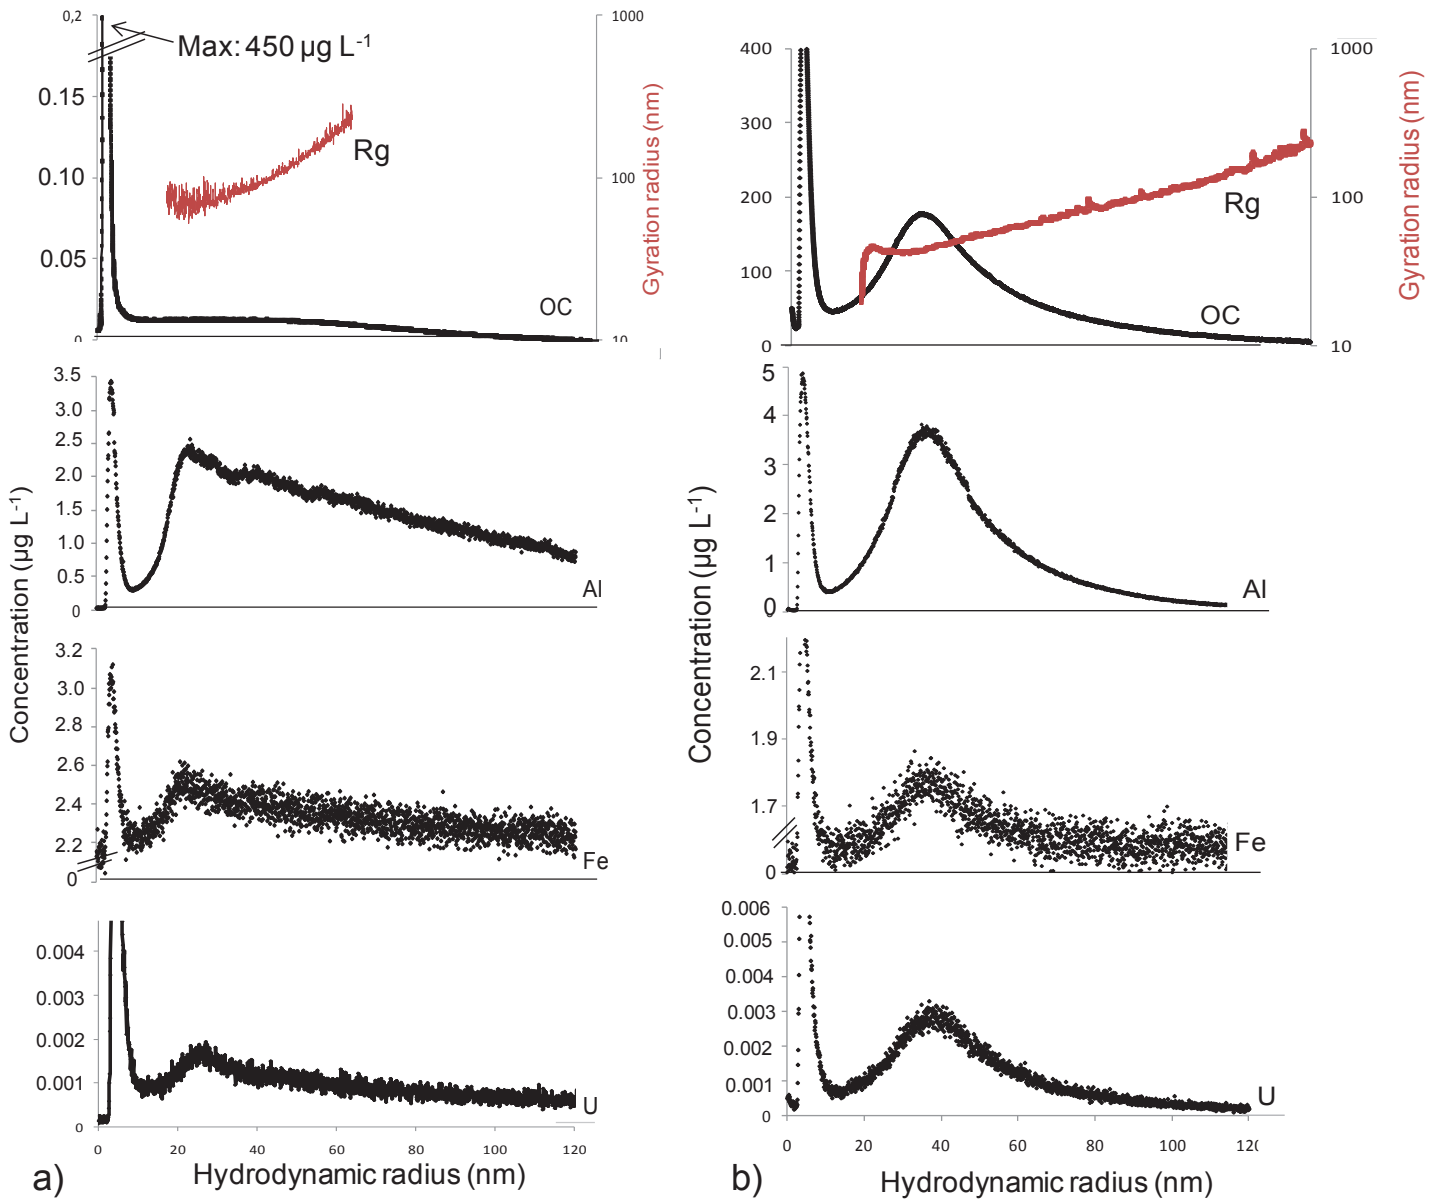 0,2
0.15
0.10
0.05
0
Max: 450 µg L-1
Rg
OC
1000
100
10
Gyration radius (nm)
3.5
3.0
2.5
2.0
1.5
1.0
0.5
0
Al
Concentration (µg L-1)
3.2
3.0
2.8
2.6
2.4
2.2
0
Fe
0.004
0.003
0.002
0.001
0
U
0 20 40 60 80 100 120
a) Hydrodynamic radius (nm)
400
300
200
100
0
Rg
OC
1000
100
10
Gyration radius (nm)
5
4
3
2
1
0
Al
Concentration (µg L-1)
2.1
1.9
1.7
0
Fe
0.006
0.005
0.004
0.003
0.002
0.001
0
U
0 20 40 60 80 100 120
b) Hydrodynamic radius (nm)